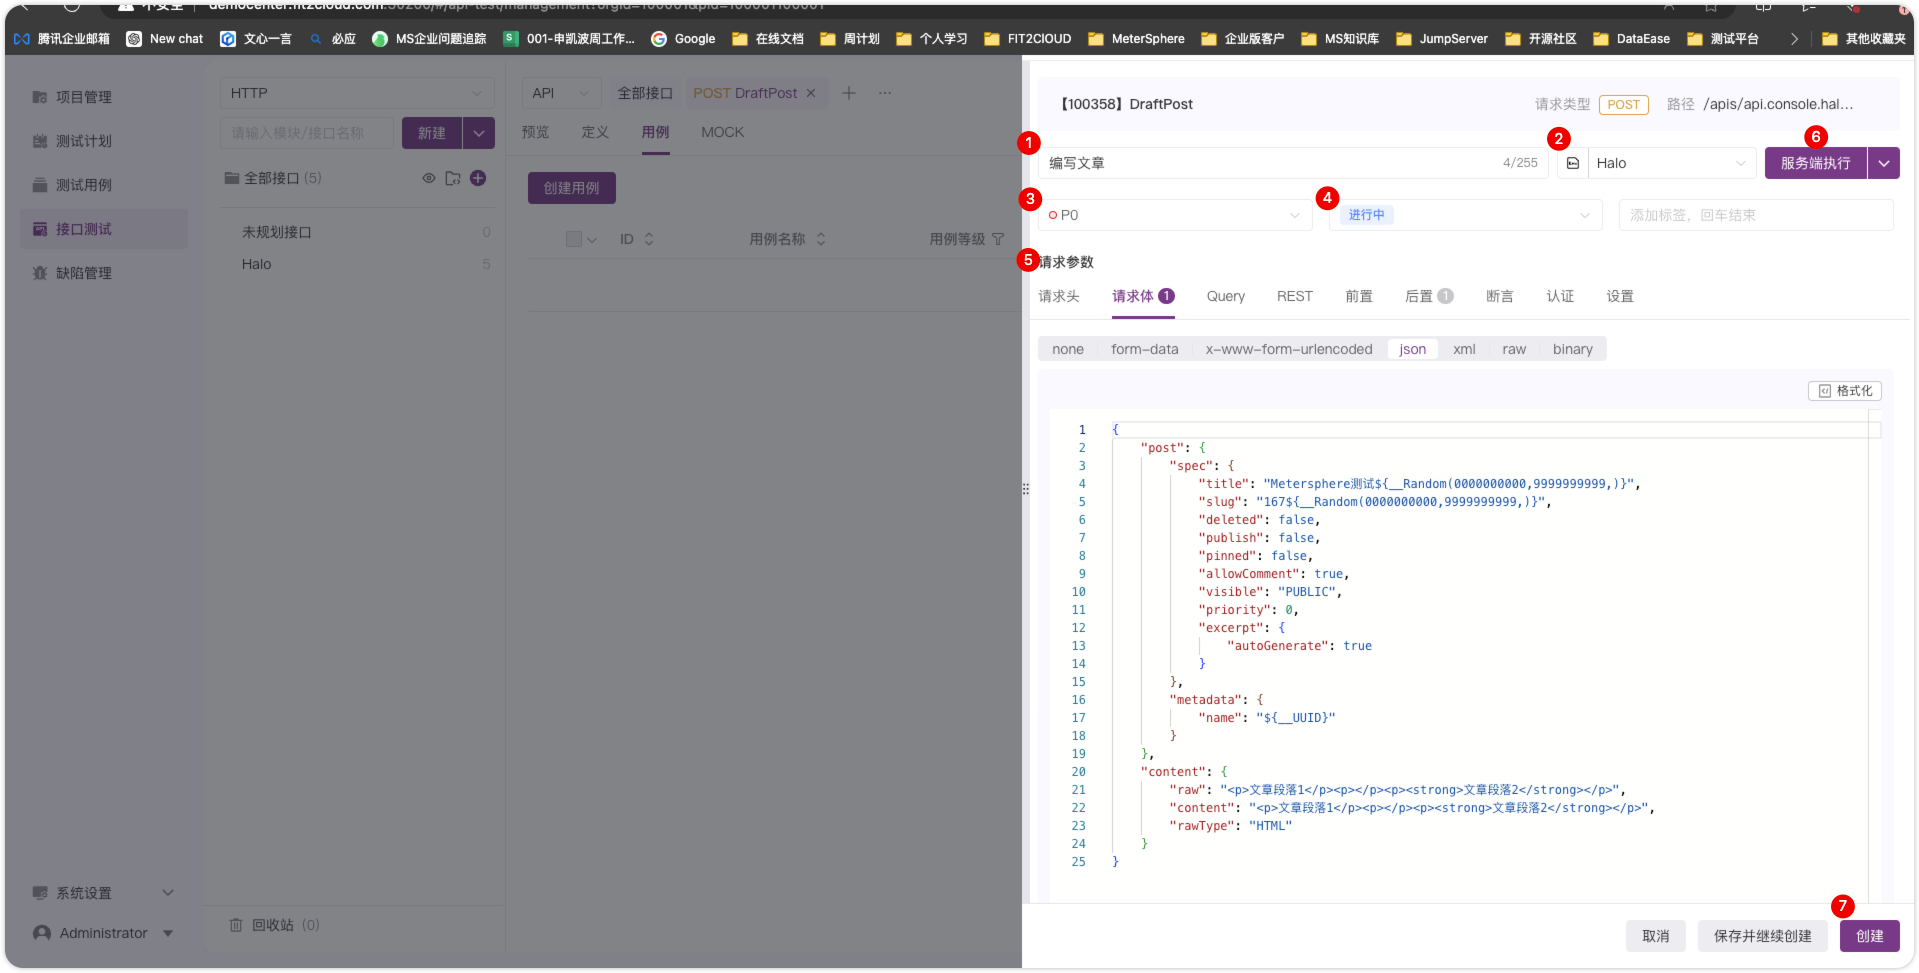 不安全 democenter.fit2cloud.com:30200/#/api-test/management?orgId=100001&pId=100001100001
腾讯企业邮箱 New chat 文心一言 必应 MS企业问题追踪 001-申凯波周工作... Google 在线文档 周计划 个人学习 FIT2ClOUD MeterSphere 企业版客户 MS知识库 JumpServer 开源社区 DataEase 测试平台 其他收藏夹
项目管理
测试计划
测试用例
接口测试
缺陷管理
系统设置
Administrator
HTTP
请输入模块/接口名称 新建
全部接口 (5)
未规划接口 0
Halo 5
回收站 (0)
API 全部接口 POST DraftPost
预览 定义 用例 MOCK
创建用例
ID 用例名称 用例等级
【100358】DraftPost 请求类型 POST 路径 /apis/api.console.hal...
1 2 6
编写文章 4/255 Halo 服务端执行
3 4
P0 进行中 添加标签，回车结束
5 请求参数
请求头 请求体 1 Query REST 前置 后置 1 断言 认证 设置
none form-data x-www-form-urlencoded json xml raw binary
格式化
1 {
2 "post": {
3 "spec": {
4 "title": "Metersphere测试${__Random(0000000000,9999999999,)}",
5 "slug": "167${__Random(0000000000,9999999999,)}",
6 "deleted": false,
7 "publish": false,
8 "pinned": false,
9 "allowComment": true,
10 "visible": "PUBLIC",
11 "priority": 0,
12 "excerpt": {
13 "autoGenerate": true
14 }
15 },
16 "metadata": {
17 "name": "${__UUID}"
18 }
19 },
20 "content": {
21 "raw": "<p>文章段落1</p><p></p><p><strong>文章段落2</strong></p>",
22 "content": "<p>文章段落1</p><p></p><p><strong>文章段落2</strong></p>",
23 "rawType": "HTML"
24 }
25 }
7
取消 保存并继续创建 创建